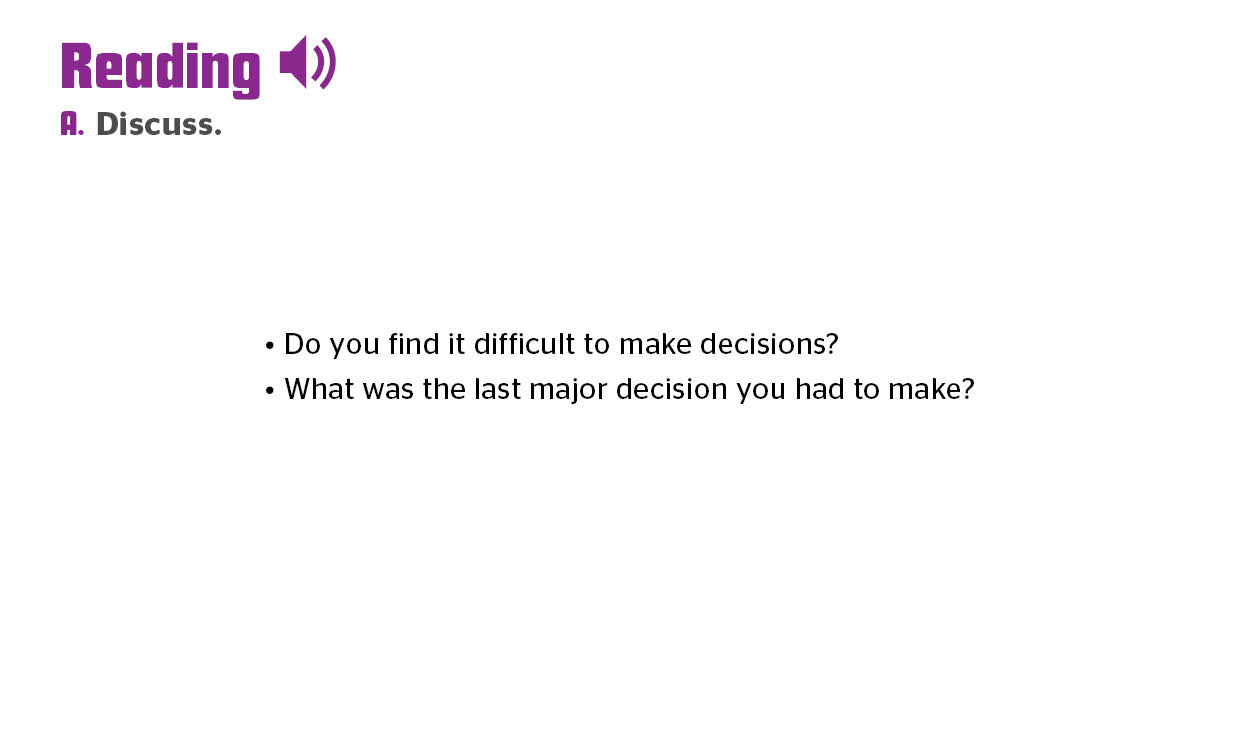 Reading
A. Discuss.
• Do you find it difficult to make decisions?
• What was the last major decision you had to make?